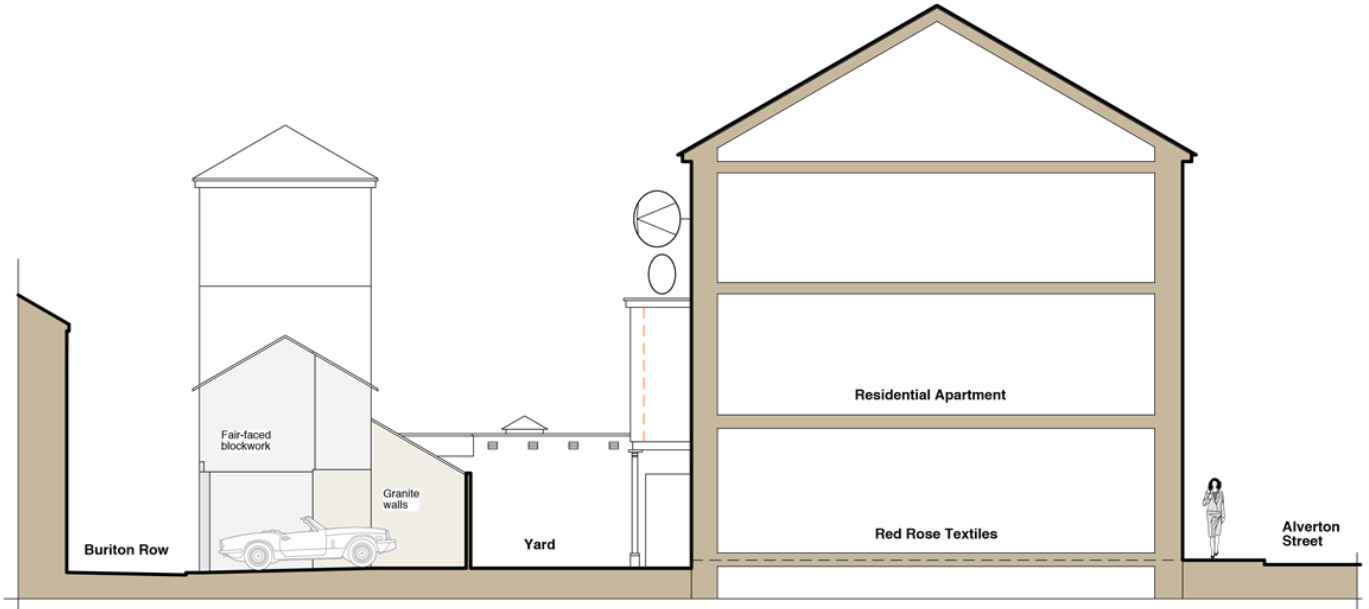 Residential Apartment
Fair-faced
blockwork
Granite
walls
Buriton Row
Yard
Red Rose Textiles
Alverton
Street